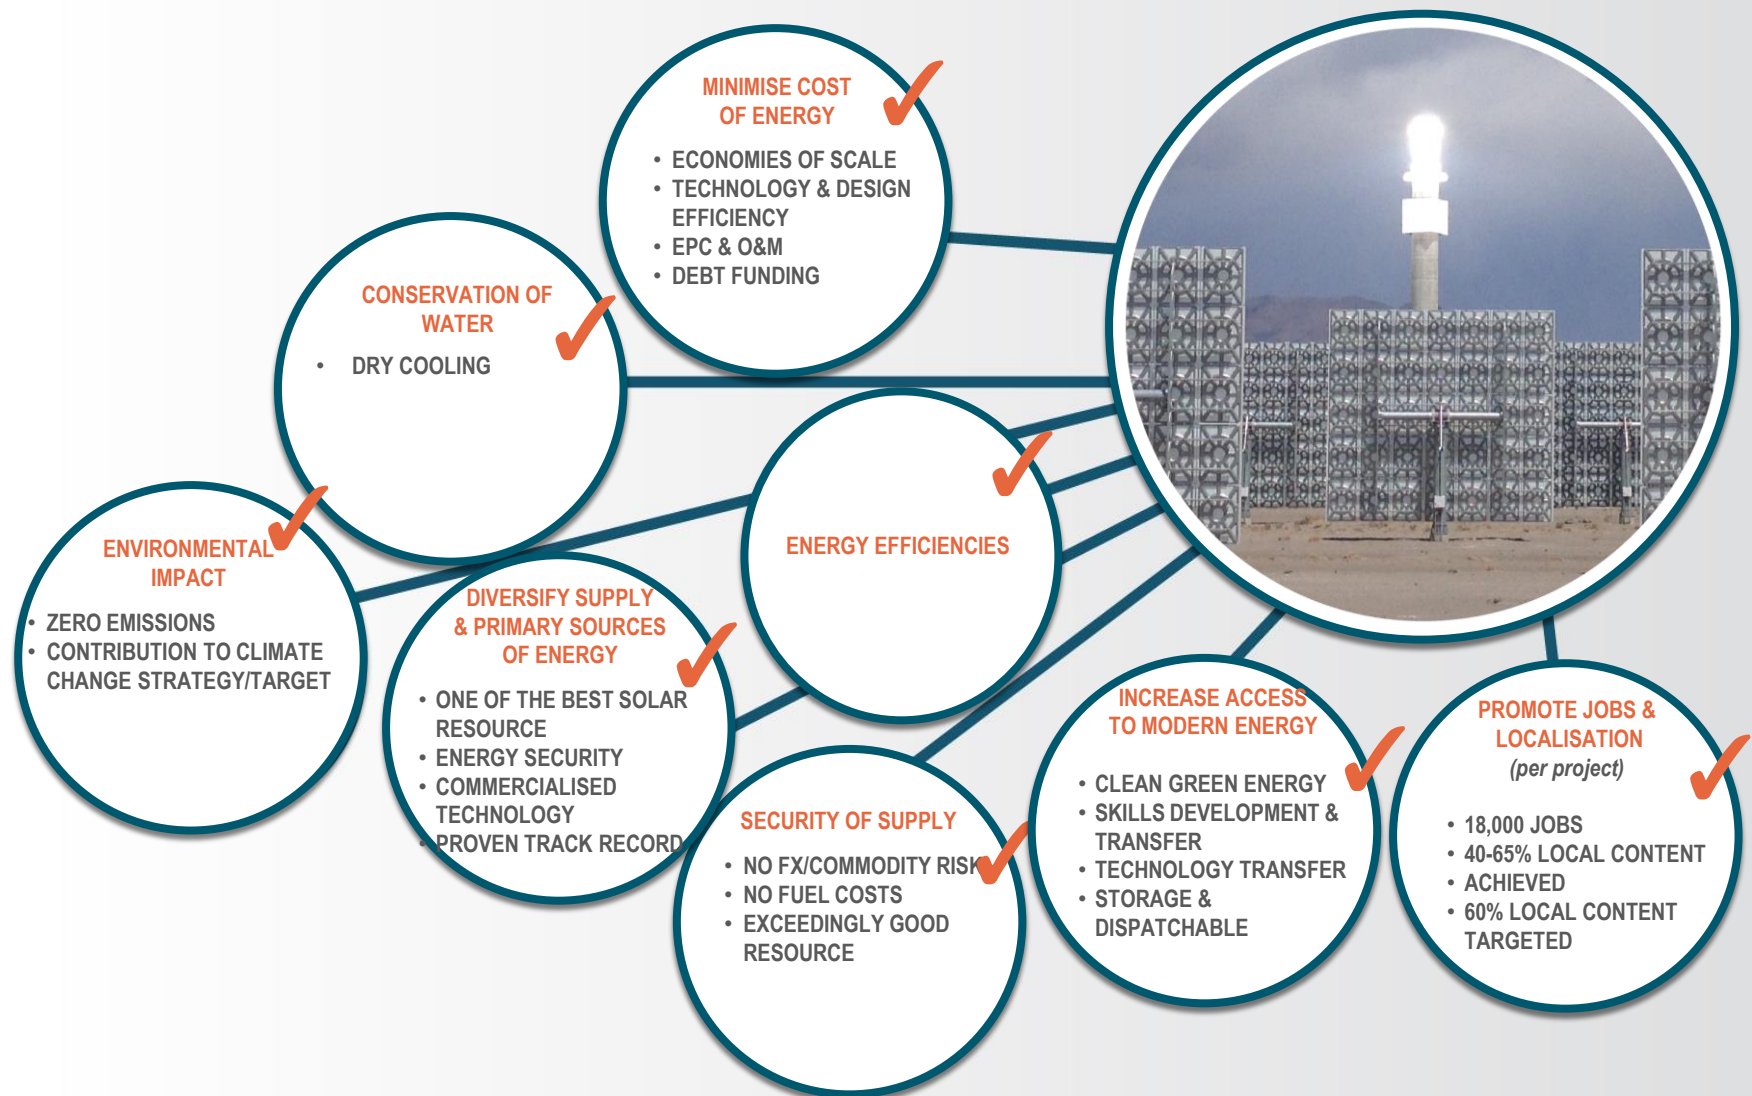 MINIMISE COST
OF ENERGY
• ECONOMIES OF SCALE
• TECHNOLOGY & DESIGN
EFFICIENCY
• EPC & O&M
• DEBT FUNDING
CONSERVATION OF
WATER
• DRY COOLING
ENVIRONMENTAL
IMPACT
• ZERO EMISSIONS
• CONTRIBUTION TO CLIMATE
CHANGE STRATEGY/TARGET
DIVERSIFY SUPPLY
& PRIMARY SOURCES
OF ENERGY
• ONE OF THE BEST SOLAR
RESOURCE
• ENERGY SECURITY
• COMMERCIALISED
TECHNOLOGY
• PROVEN TRACK RECORD
ENERGY EFFICIENCIES
SECURITY OF SUPPLY
• NO FX/COMMODITY RISK
• NO FUEL COSTS
• EXCEEDINGLY GOOD
RESOURCE
INCREASE ACCESS
TO MODERN ENERGY
• CLEAN GREEN ENERGY
• SKILLS DEVELOPMENT &
TRANSFER
• TECHNOLOGY TRANSFER
• STORAGE &
DISPATCHABLE
PROMOTE JOBS &
LOCALISATION
(per project)
• 18,000 JOBS
• 40-65% LOCAL CONTENT
• ACHIEVED
• 60% LOCAL CONTENT
TARGETED